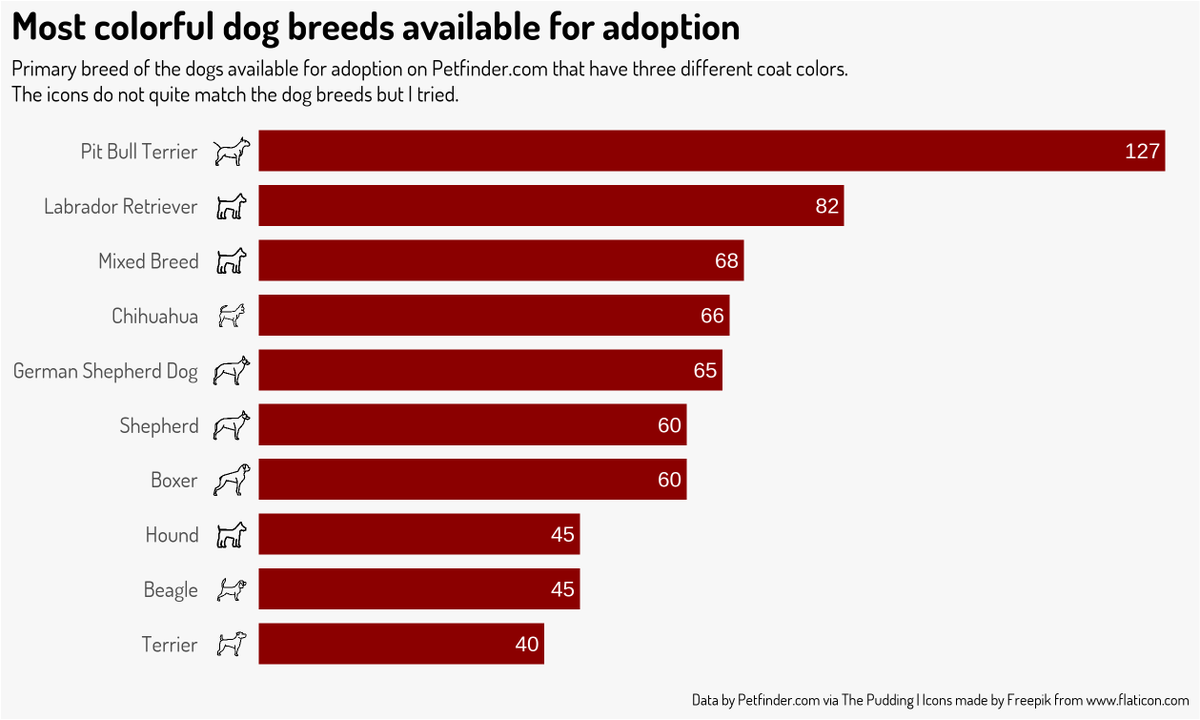 Most colorful dog breeds available for adoption
Primary breed of the dogs available for adoption on Petfinder.com that have three different coat colors.
The icons do not quite match the dog breeds but I tried.
Pit Bull Terrier 127
Labrador Retriever 82
Mixed Breed 68
Chihuahua 66
German Shepherd Dog 65
Shepherd 60
Boxer 60
Hound 45
Beagle 45
Terrier 40
Data by Petfinder.com via The Pudding | Icons made by Freepik from www.flaticon.com